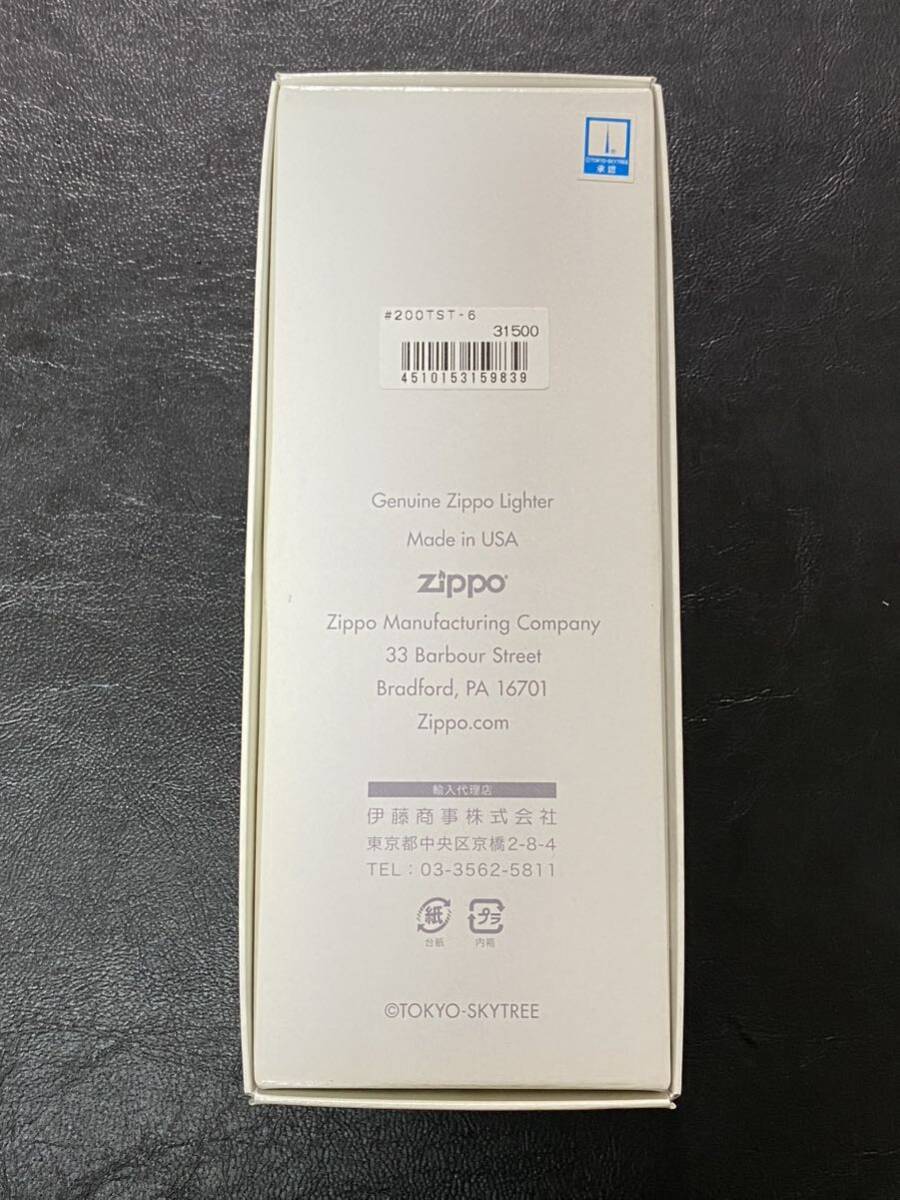 ©TOKYO-SKYTREE
承認
#200TST-6
31500
4510153159839
Genuine Zippo Lighter
Made in USA
zippo
Zippo Manufacturing Company
33 Barbour Street
Bradford, PA 16701
Zippo.com
輸入代理店
伊藤商事株式会社
東京都中央区京橋2-8-4
TEL：03-3562-5811
紙 プラ
台紙 内箱
©TOKYO-SKYTREE